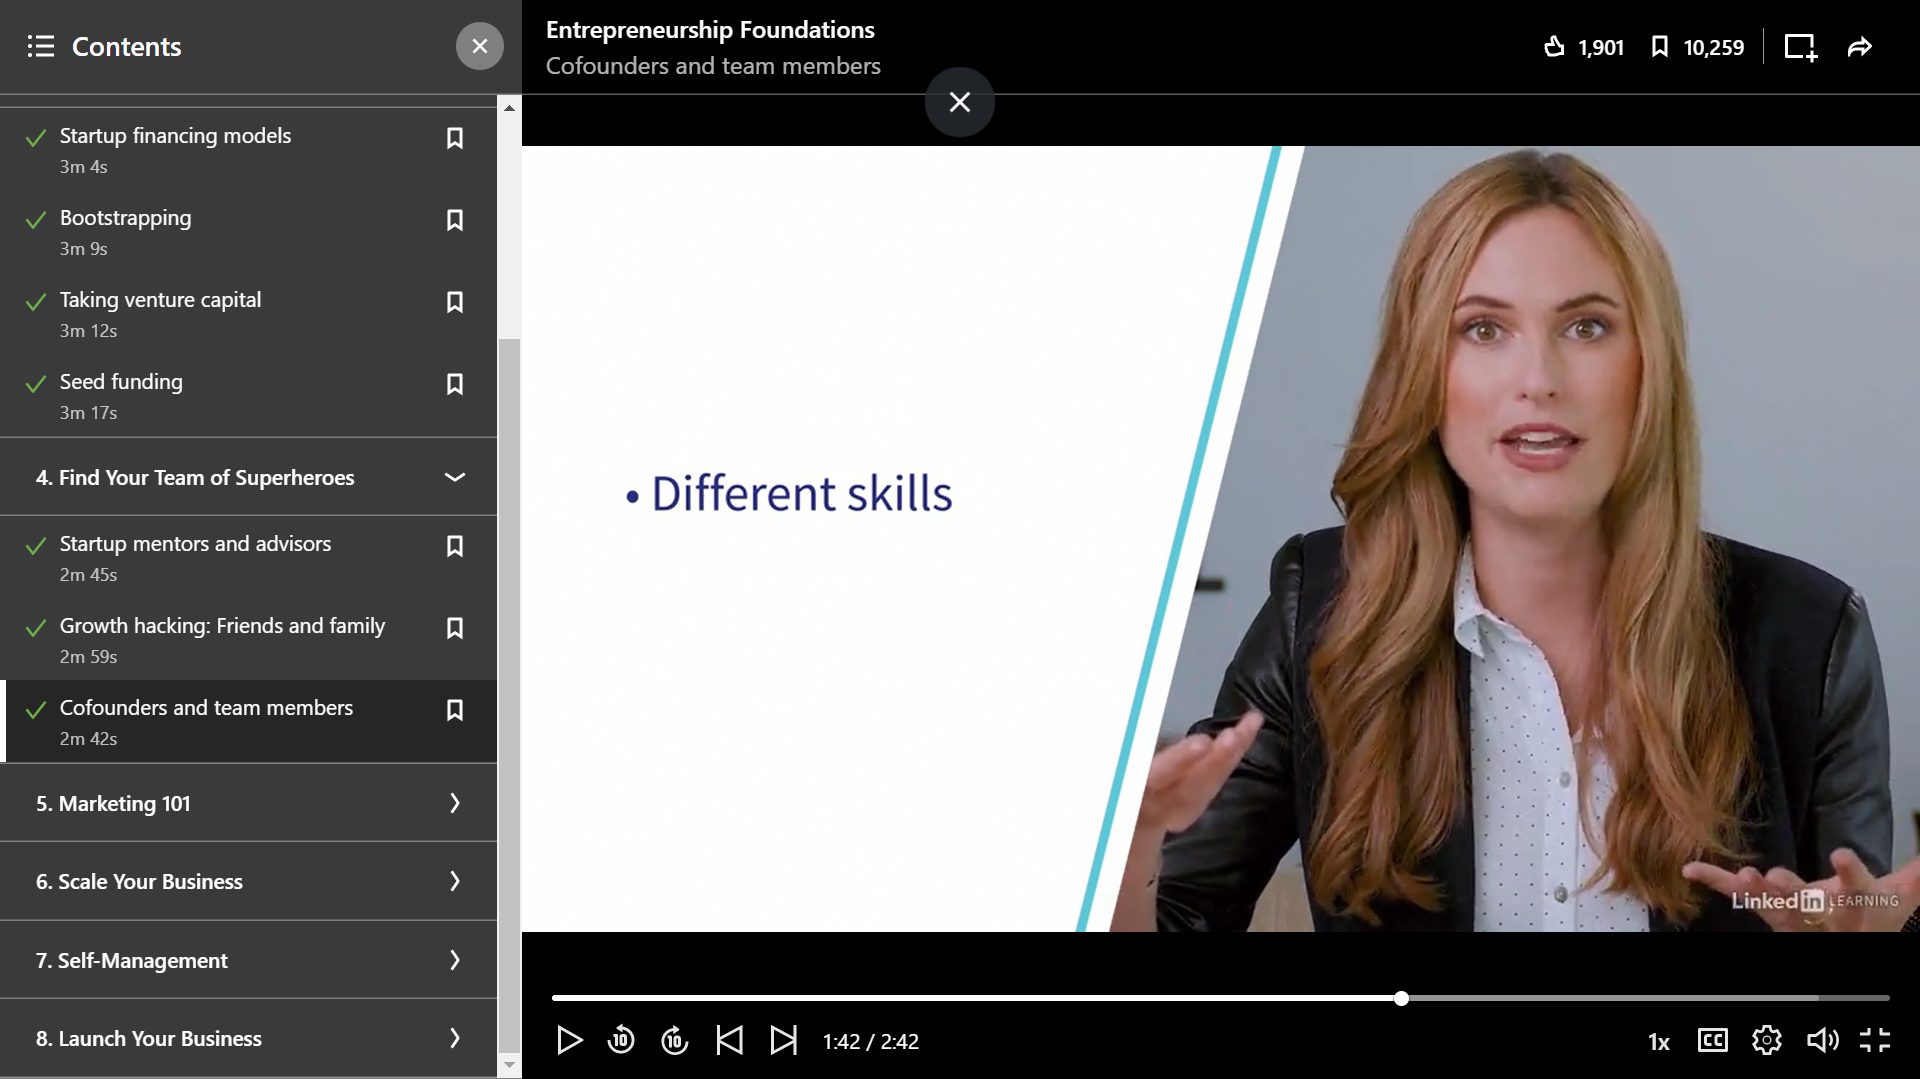 Contents
Startup financing models
3m 4s
Bootstrapping
3m 9s
Taking venture capital
3m 12s
Seed funding
3m 17s
4. Find Your Team of Superheroes
Startup mentors and advisors
2m 45s
Growth hacking: Friends and family
2m 59s
Cofounders and team members
2m 42s
5. Marketing 101
6. Scale Your Business
7. Self-Management
8. Launch Your Business
Entrepreneurship Foundations
Cofounders and team members
1,901
10,259
• Different skills
Linked in LEARNING
10
10
1:42 / 2:42
1x
CC